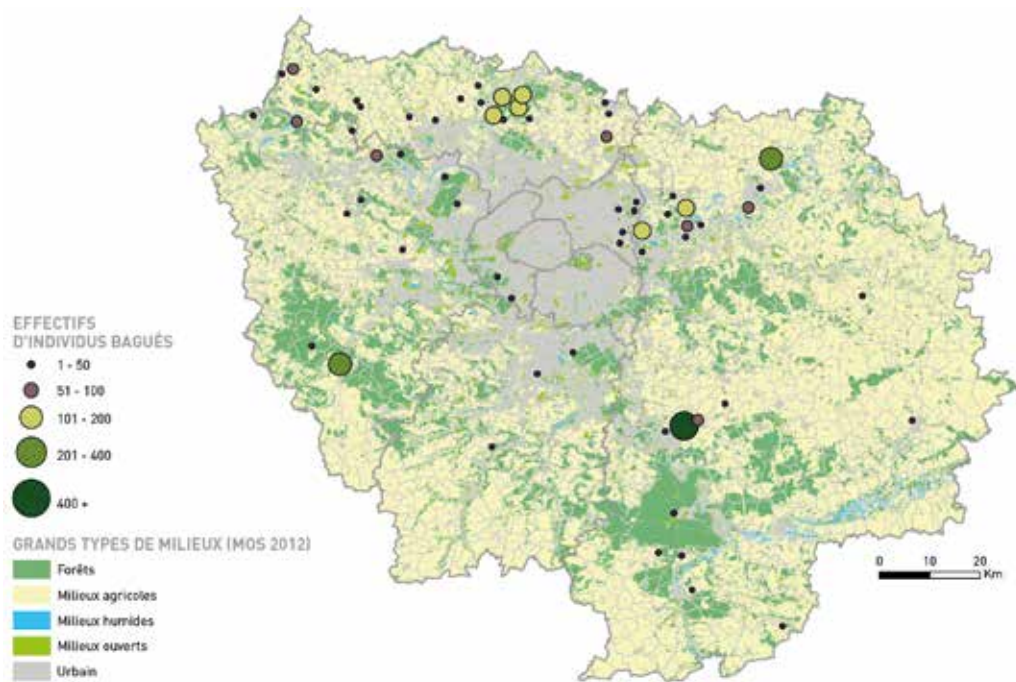 EFFECTIFS
D'INDIVIDUS BAGUÉS
1 - 50
51 - 100
101 - 200
201 - 400
400 +
GRANDS TYPES DE MILIEUX (MOS 2012)
Forêts
Milieux agricoles
Milieux humides
Milieux ouverts
Urbain
0 10 20
Km